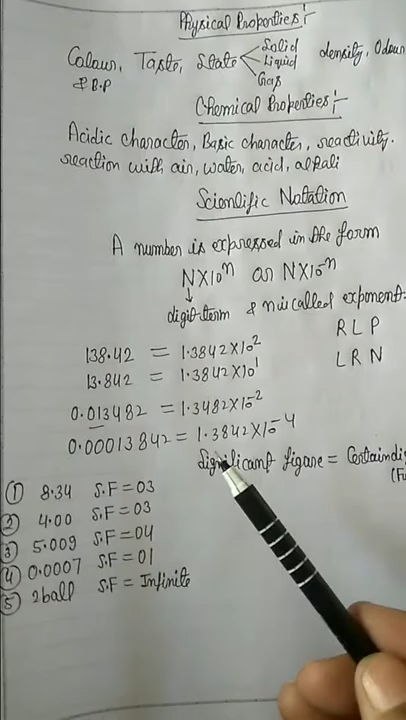 Physical Properties:-
Colour, Taste, State Solid Liquid Gas density, Odour
& B.P
Chemical Properties:-
Acidic character, Basic character, reactivity.
reaction with air, water, acid, alkali
Scientific Notation
A number is expressed in the form
N×10ⁿ or N×10⁻ⁿ
digit term & n is called exponent.
R L P
138.42 = 1.3842×10²
L R N
13.842 = 1.3842×10¹
0.013482 = 1.3482×10⁻²
0.00013842 = 1.3842×10⁻⁴
Significant figure =
① 8.34 S.F = 03
② 4.00 S.F = 03
③ 5.009 S.F = 04
④ 0.0007 S.F = 01
⑤ 2ball S.F = Infinite